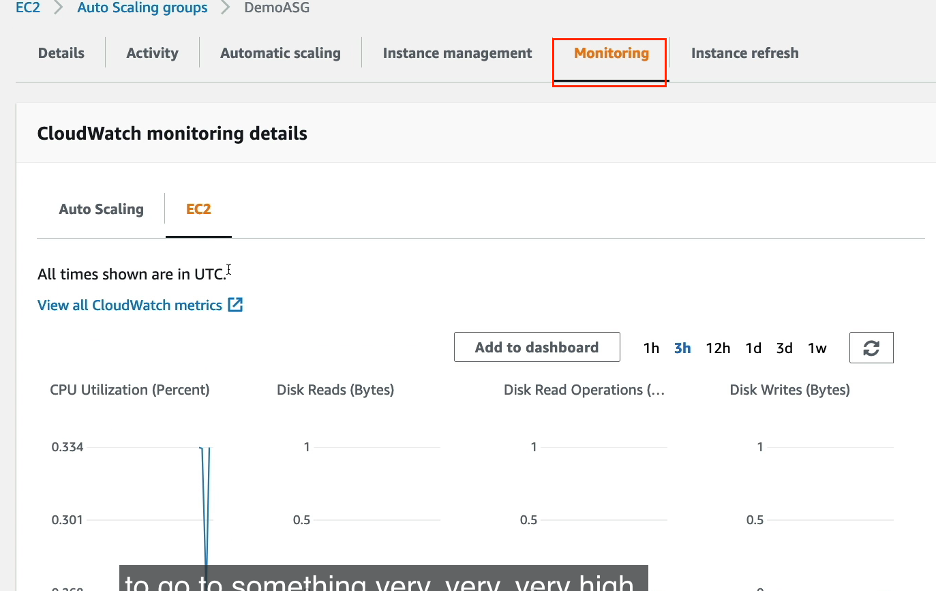 EC2 > Auto Scaling groups > DemoASG
Details Activity Automatic scaling Instance management Monitoring Instance refresh
CloudWatch monitoring details
Auto Scaling EC2
All times shown are in UTC.
View all CloudWatch metrics
Add to dashboard 1h 3h 12h 1d 3d 1w
CPU Utilization (Percent) Disk Reads (Bytes) Disk Read Operations (... Disk Writes (Bytes)
0.334 1 1 1
0.301 0.5 0.5 0.5
to go to something very, very, very high